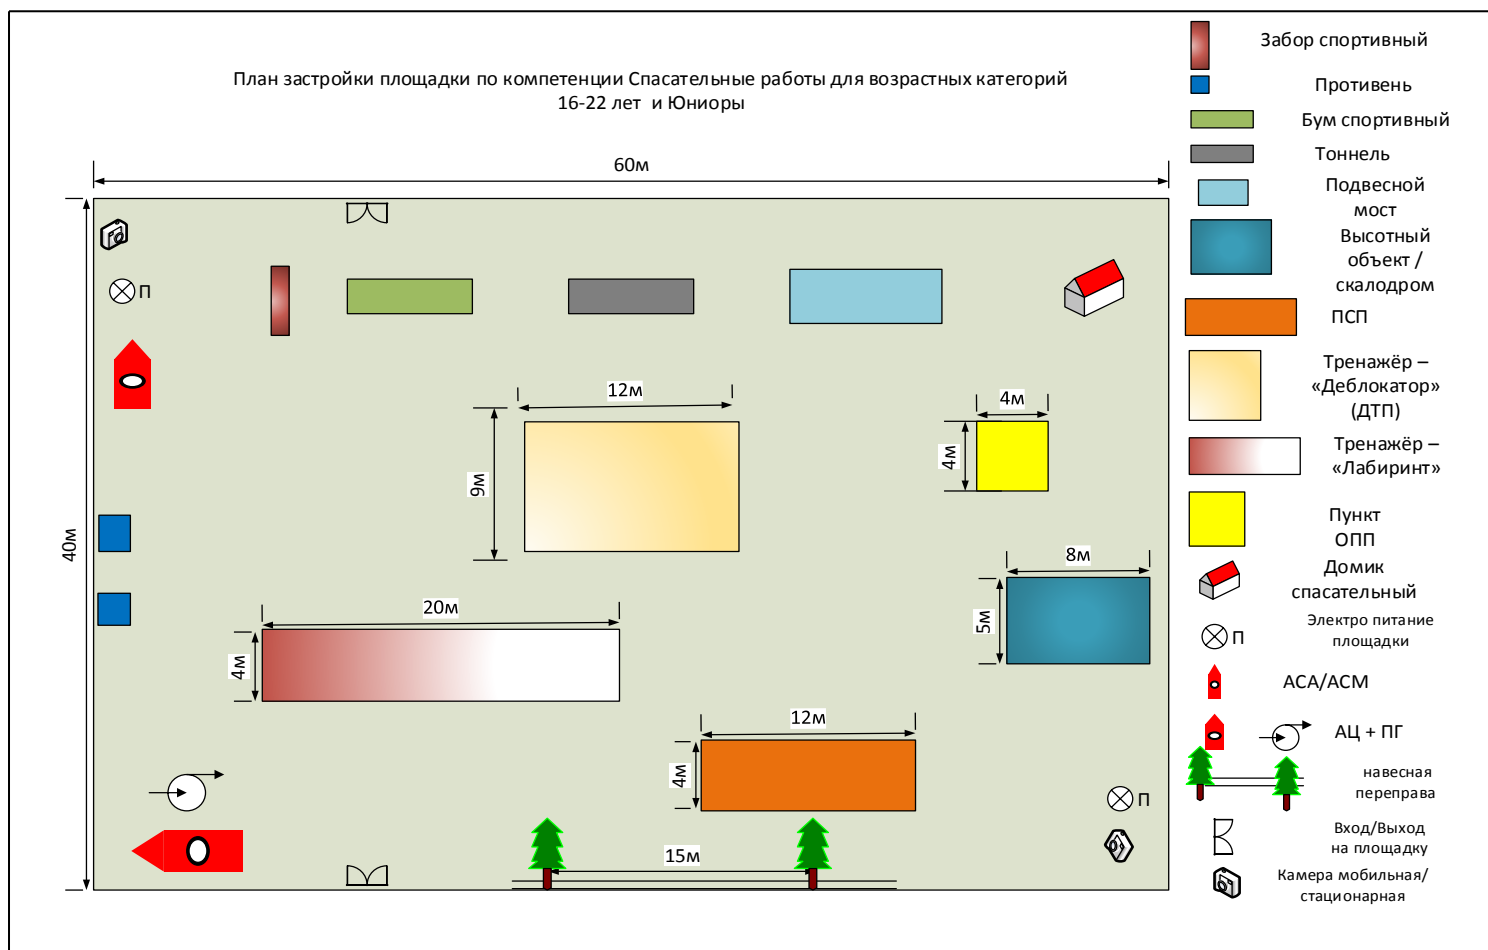 План застройки площадки по компетенции Спасательные работы для возрастных категорий
16-22 лет и Юниоры
60м
40м
П
12м
9м
4м
4м
8м
5м
20м
4м
12м
4м
15м
П
Забор спортивный
Противень
Бум спортивный
Тоннель
Подвесной
мост
Высотный
объект /
скалодром
ПСП
Тренажёр –
«Деблокатор»
(ДТП)
Тренажёр –
«Лабиринт»
Пункт
ОПП
Домик
спасательный
Электро питание
площадки
П
АСА/АСМ
АЦ + ПГ
навесная
переправа
Вход/Выход
на площадку
Камера мобильная/
стационарная